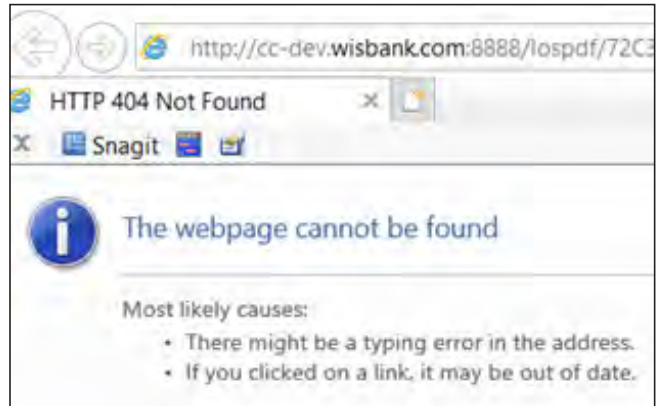 http://cc-dev.wisbank.com:8888/lospdf/72C3
HTTP 404 Not Found
Snagit
The webpage cannot be found
Most likely causes:
• There might be a typing error in the address.
• If you clicked on a link, it may be out of date.